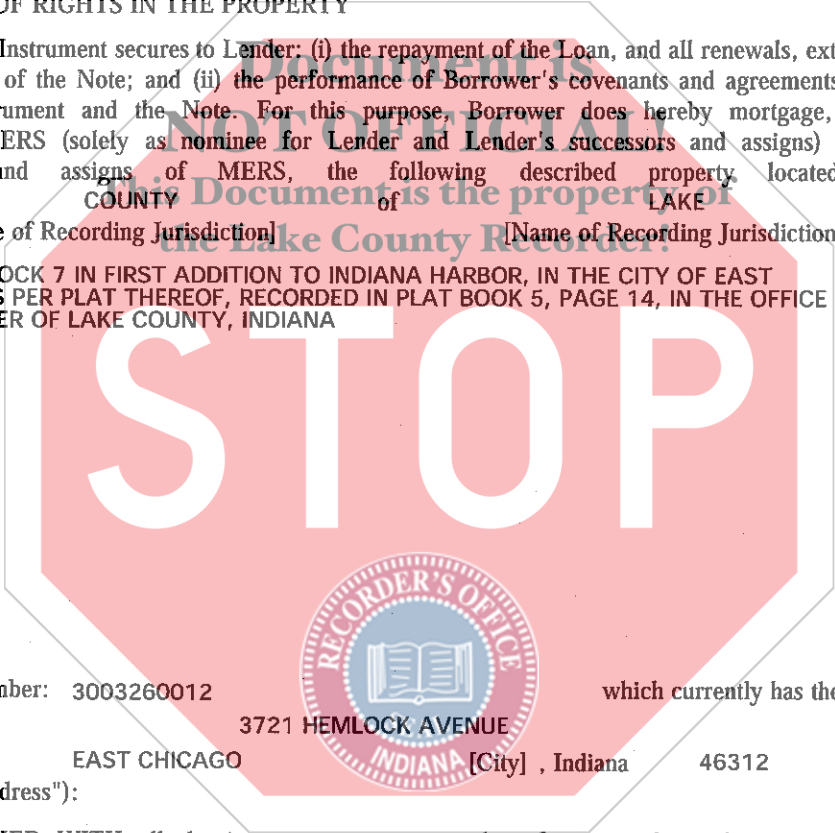 OF RIGHTS IN THE PROPERTY
Instrument secures to Lender: (i) the repayment of the Loan, and all renewals, ext
of the Note; and (ii) the performance of Borrower's covenants and agreements
ument and the Note. For this purpose, Borrower does hereby mortgage,
ERS (solely as nominee for Lender and Lender's successors and assigns)
and assigns of MERS, the following described property located
COUNTY of LAKE
e of Recording Jurisdiction] [Name of Recording Jurisdiction
OCK 7 IN FIRST ADDITION TO INDIANA HARBOR, IN THE CITY OF EAST
S PER PLAT THEREOF, RECORDED IN PLAT BOOK 5, PAGE 14, IN THE OFFICE
ER OF LAKE COUNTY, INDIANA
Document is
NOT OFFICIAL!
This Document is the property of
the Lake County Recorder!
STOP
RECORDER'S OFFICE
INDIANA
mber: 3003260012 which currently has the
3721 HEMLOCK AVENUE
EAST CHICAGO [City] , Indiana 46312
dress"):